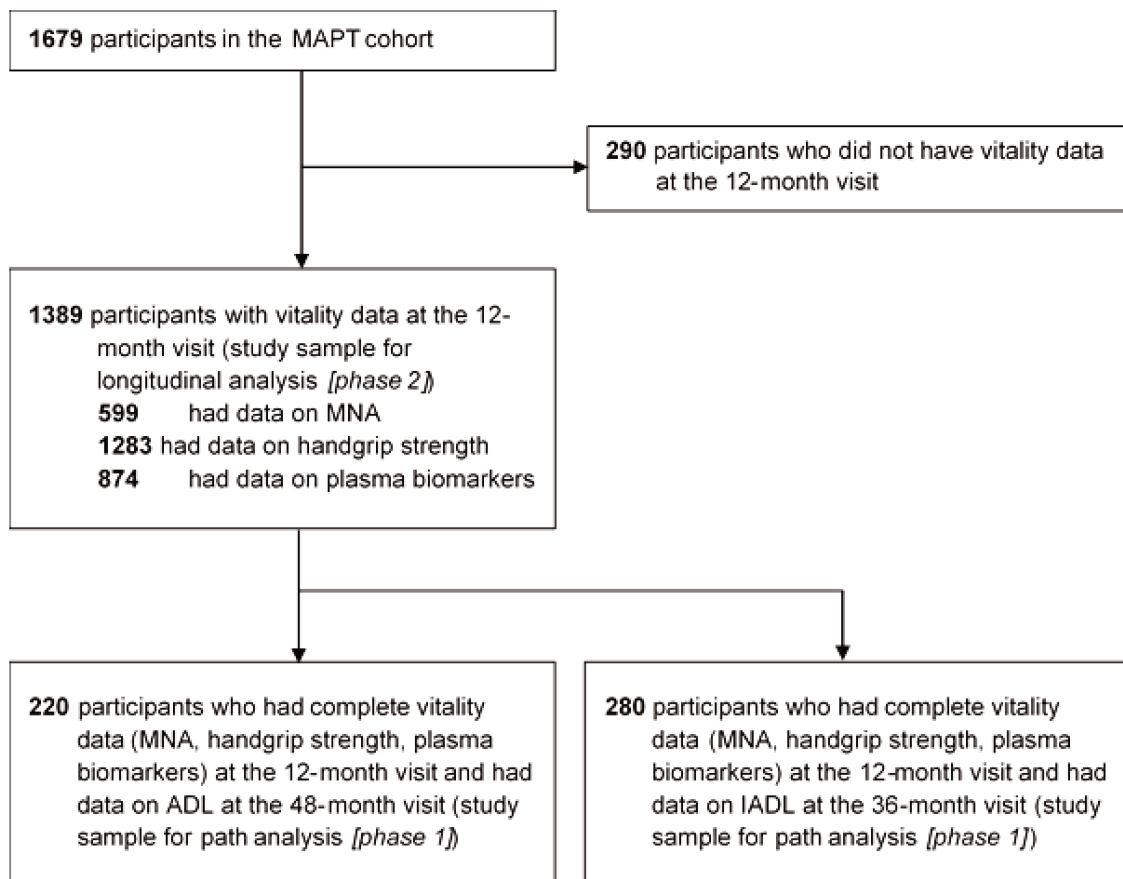 1679 participants in the MAPT cohort
290 participants who did not have vitality data
at the 12-month visit
1389 participants with vitality data at the 12-
month visit (study sample for
longitudinal analysis [phase 2])
599 had data on MNA
1283 had data on handgrip strength
874 had data on plasma biomarkers
220 participants who had complete vitality
data (MNA, handgrip strength, plasma
biomarkers) at the 12-month visit and had
data on ADL at the 48-month visit (study
sample for path analysis [phase 1])
280 participants who had complete vitality
data (MNA, handgrip strength, plasma
biomarkers) at the 12-month visit and had
data on IADL at the 36-month visit (study
sample for path analysis [phase 1])